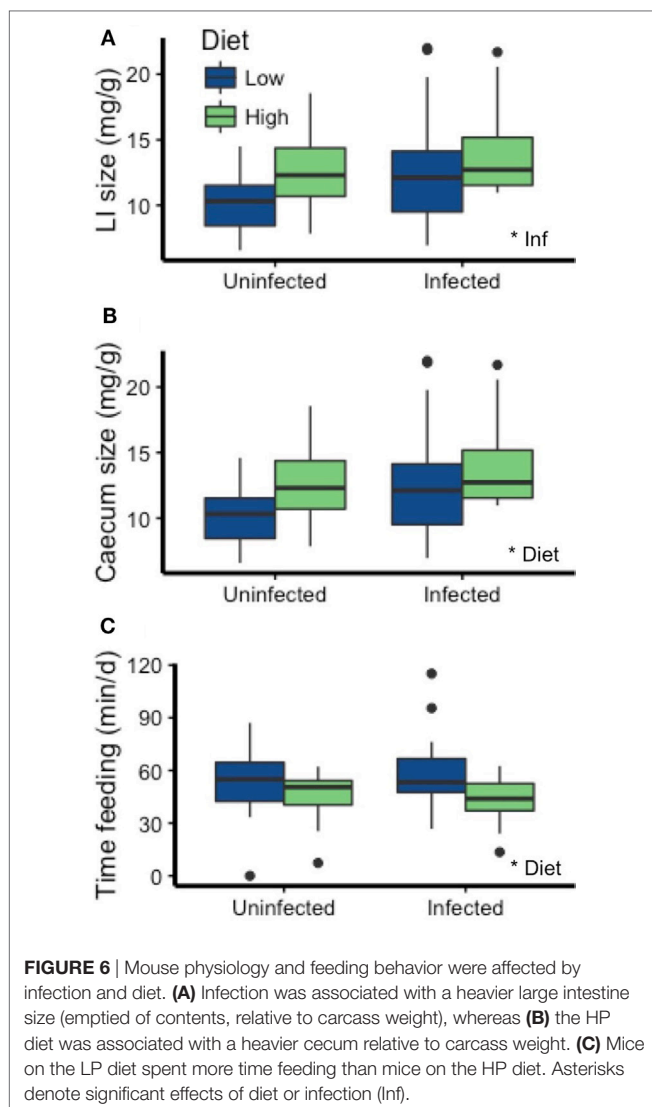 A
Diet
Low
High
LI size (mg/g)
20
15
10
* Inf
Uninfected Infected
B
Caecum size (mg/g)
20
15
10
* Diet
Uninfected Infected
C
Time feeding (min/d)
120
90
60
30
0
* Diet
Uninfected Infected
FIGURE 6 | Mouse physiology and feeding behavior were affected by
infection and diet. (A) Infection was associated with a heavier large intestine
size (emptied of contents, relative to carcass weight), whereas (B) the HP
diet was associated with a heavier cecum relative to carcass weight. (C) Mice
on the LP diet spent more time feeding than mice on the HP diet. Asterisks
denote significant effects of diet or infection (Inf).